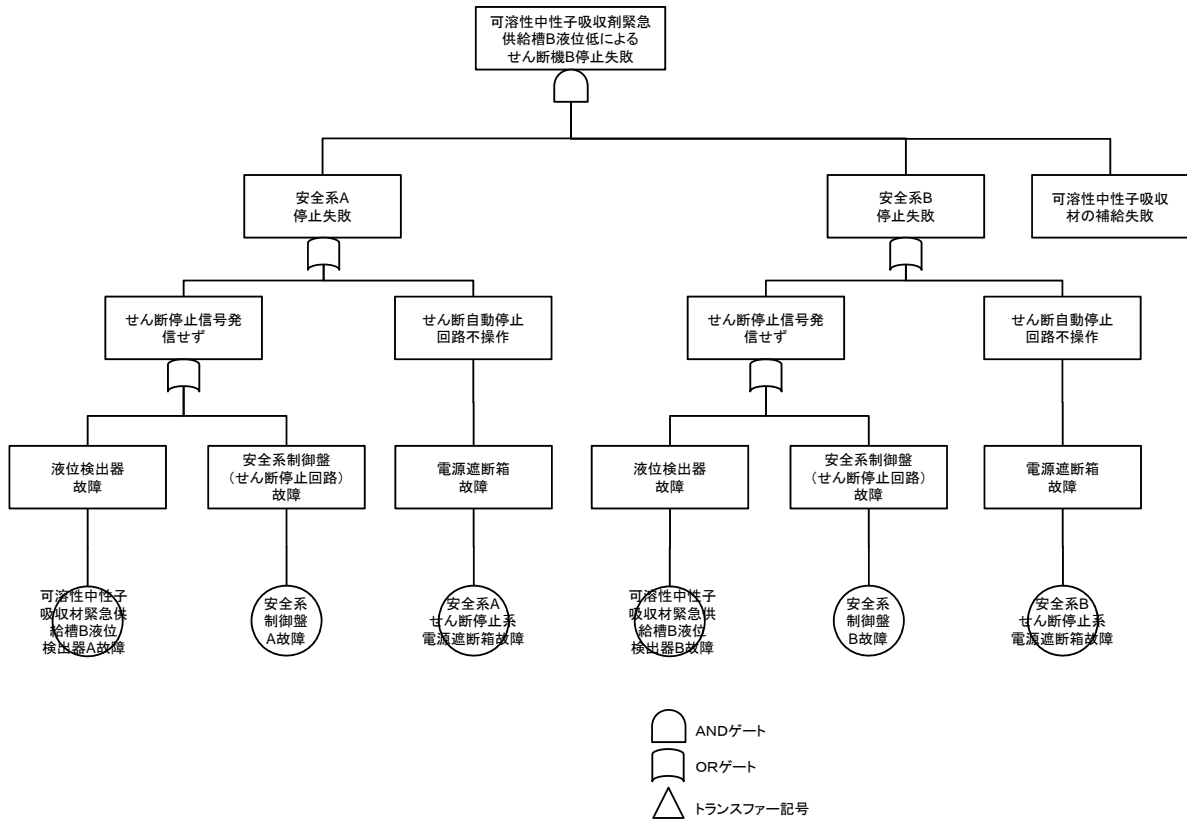 可溶性中性子吸収剤緊急
供給槽B液位低による
せん断機B停止失敗
安全系A
停止失敗
安全系B
停止失敗
可溶性中性子吸収
材の補給失敗
せん断停止信号発
信せず
せん断自動停止
回路不操作
せん断停止信号発
信せず
せん断自動停止
回路不操作
液位検出器
故障
安全系制御盤
(せん断停止回路)
故障
電源遮断箱
故障
液位検出器
故障
安全系制御盤
(せん断停止回路)
故障
電源遮断箱
故障
可溶性中性子
吸収材緊急供
給槽B液位
検出器A故障
安全系
制御盤
A故障
安全系A
せん断停止系
電源遮断箱故障
可溶性中性子
吸収材緊急供
給槽B液位
検出器B故障
安全系
制御盤
B故障
安全系B
せん断停止系
電源遮断箱故障
ANDゲート
ORゲート
トランスファー記号